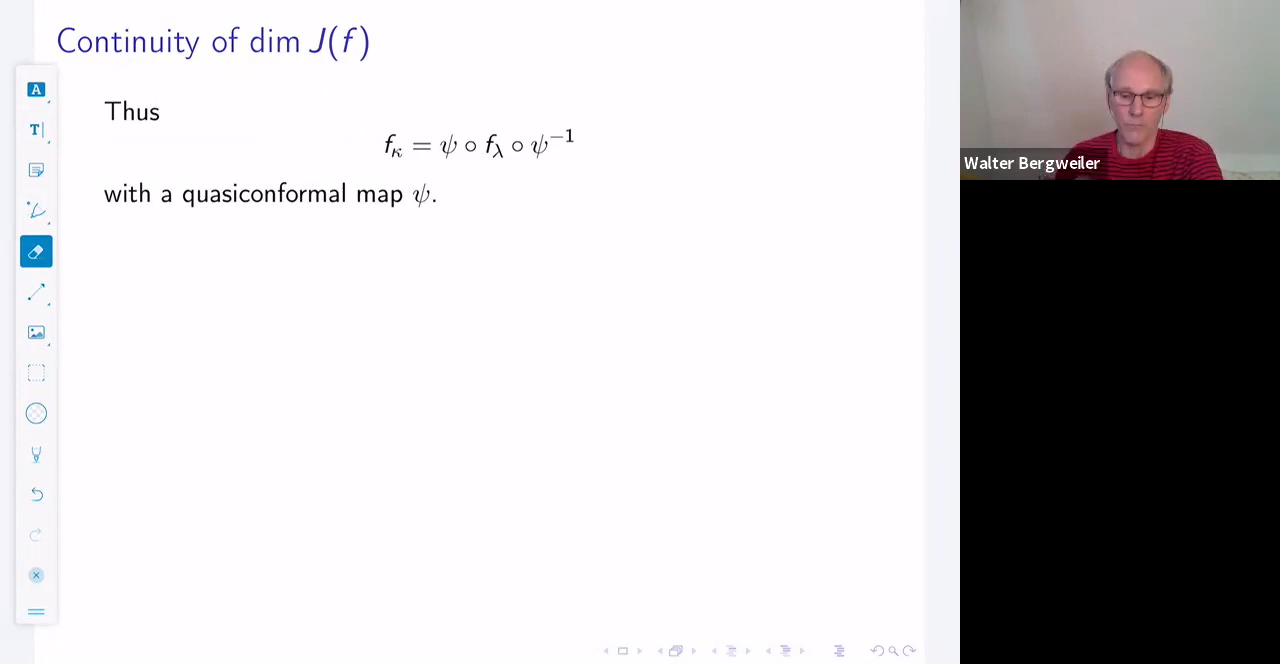 Continuity of dim J(f)
Thus
f_κ = ψ ∘ f_λ ∘ ψ⁻¹
with a quasiconformal map ψ.
Walter Bergweiler
A
T